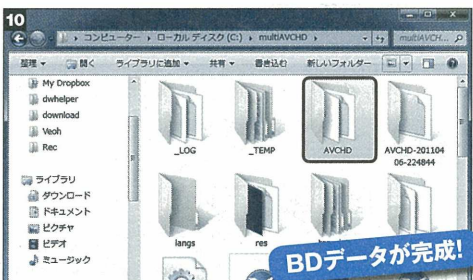 10
コンピューター ▸ ローカル ディスク (C:) ▸ multiAVCHD ▸
multiAVCH...
整理 ▼ 開く ライブラリに追加 ▼ 共有 ▼ 書き込む 新しいフォルダー
My Dropbox
dwhelper
download
Veoh
Rec
ライブラリ
ダウンロード
ドキュメント
ピクチャ
ビデオ
ミュージック
_LOG
_TEMP
AVCHD
AVCHD-201104
06-224844
langs
res
BDデータが完成!